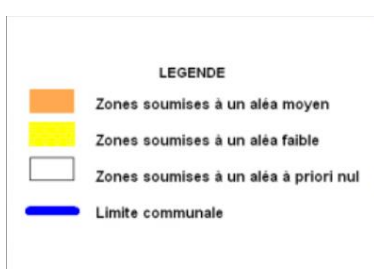 LEGENDE
Zones soumises à un aléa moyen
Zones soumises à un aléa faible
Zones soumises à un aléa à priori nul
Limite communale